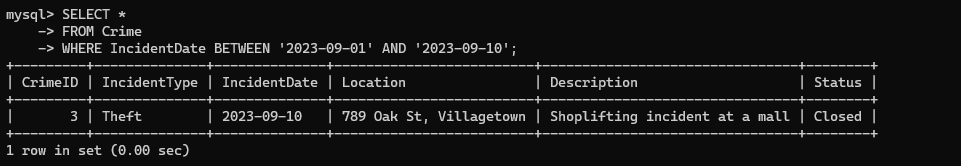 mysql> SELECT *
    -> FROM Crime
    -> WHERE IncidentDate BETWEEN '2023-09-01' AND '2023-09-10';
+---------+--------------+--------------+-------------------------+----------------------------------+--------+
| CrimeID | IncidentType | IncidentDate | Location                | Description                      | Status |
+---------+--------------+--------------+-------------------------+----------------------------------+--------+
|       3 | Theft        | 2023-09-10   | 789 Oak St, Villagetown | Shoplifting incident at a mall | Closed |
+---------+--------------+--------------+-------------------------+----------------------------------+--------+
1 row in set (0.00 sec)